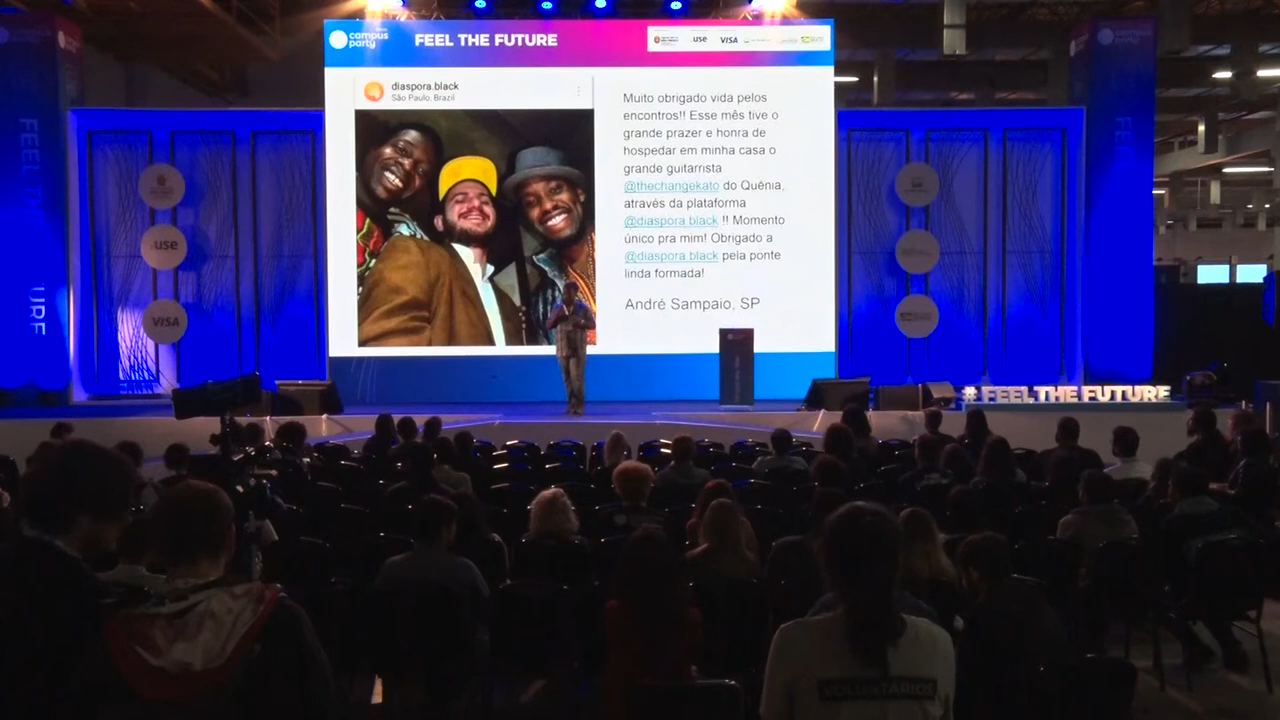 campus
party
FEEL THE FUTURE
use
VISA
diaspora.black
São Paulo, Brazil
Muito obrigado vida pelos
encontros!! Esse mês tive o
grande prazer e honra de
hospedar em minha casa o
grande guitarrista
@thechangekato do Quênia,
através da plataforma
@diaspora.black !! Momento
único pra mim! Obrigado a
@diaspora.black pela ponte
linda formada!
André Sampaio, SP
use
VISA
# FEEL THE FUTURE
VOLUNTÁRIOS